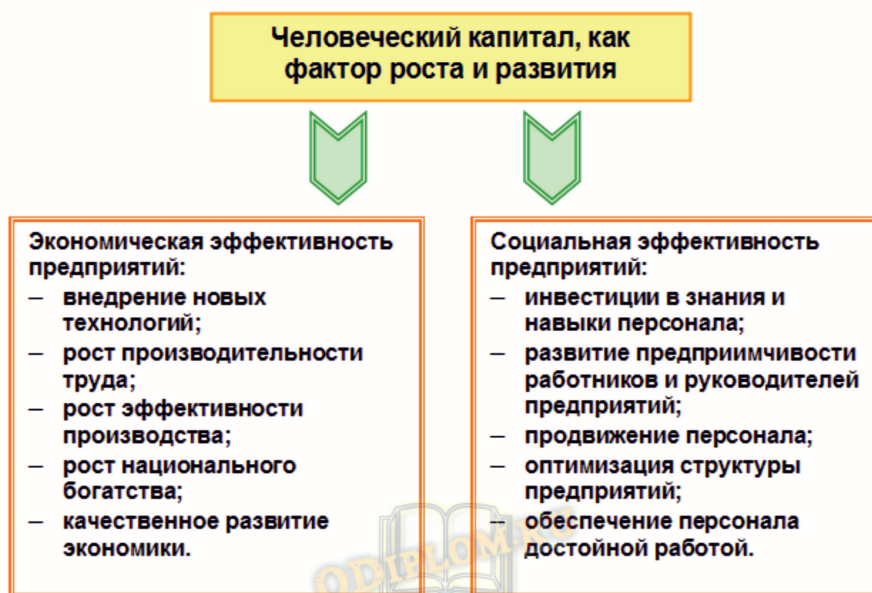 Человеческий капитал, как
фактор роста и развития
Экономическая эффективность
предприятий:
– внедрение новых
технологий;
– рост производительности
труда;
– рост эффективности
производства;
– рост национального
богатства;
– качественное развитие
экономики.
Социальная эффективность
предприятий:
– инвестиции в знания и
навыки персонала;
– развитие предприимчивости
работников и руководителей
предприятий;
– продвижение персонала;
– оптимизация структуры
предприятий;
– обеспечение персонала
достойной работой.
ODIPLOM.RU